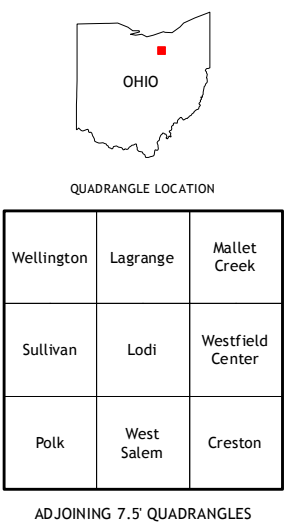 OHIO
QUADRANGLE LOCATION
Wellington
Lagrange
Mallet
Creek
Sullivan
Lodi
Westfield
Center
Polk
West
Salem
Creston
ADJOINING 7.5' QUADRANGLES